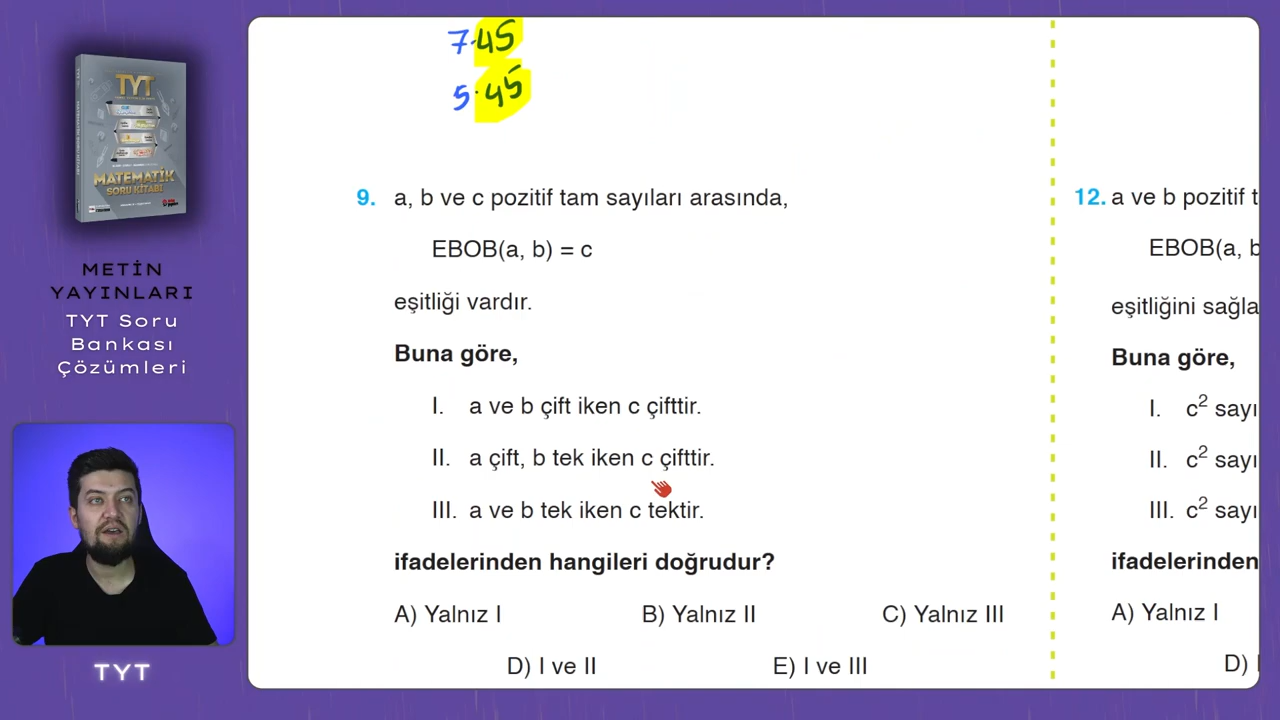 TYT
MATEMATİK
SORU KİTABI
METİN
YAYINLARI
TYT Soru
Bankası
Çözümleri
TYT
7·45
5·45
9. a, b ve c pozitif tam sayıları arasında,
EBOB(a, b) = c
eşitliği vardır.
Buna göre,
I. a ve b çift iken c çifttir.
II. a çift, b tek iken c çifttir.
III. a ve b tek iken c tektir.
ifadelerinden hangileri doğrudur?
A) Yalnız I B) Yalnız II C) Yalnız III
D) I ve II E) I ve III
12. a ve b pozitif t
EBOB(a, b
eşitliğini sağla
Buna göre,
I. c² sayı
II. c² sayı
III. c² sayı
ifadelerinden
A) Yalnız I
D) I